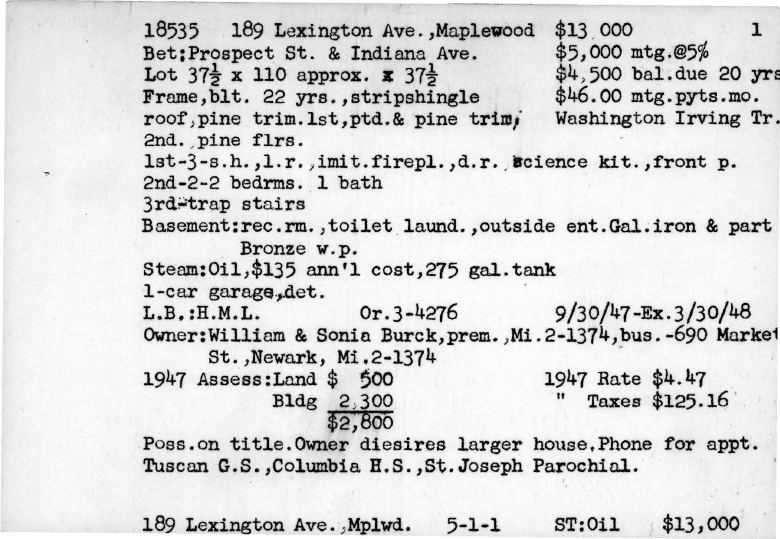 18535 189 Lexington Ave.,Maplewood $13 000 1
Bet:Prospect St. & Indiana Ave. $5,000 mtg.@5%
Lot 37½ x 110 approx. x 37½ $4,500 bal.due 20 yrs
Frame,blt. 22 yrs.,stripshingle $46.00 mtg.pyts.mo.
roof,pine trim.1st,ptd.& pine trim, Washington Irving Tr.
2nd. pine flrs.
1st-3-s.h.,l.r.,imit.firepl.,d.r. science kit.,front p.
2nd-2-2 bedrms. 1 bath
3rd-trap stairs
Basement:rec.rm.,toilet laund.,outside ent.Gal.iron & part
Bronze w.p.
Steam:Oil,$135 ann'l cost,275 gal.tank
1-car garage,det.
L.B.:H.M.L. Or.3-4276 9/30/47-Ex.3/30/48
Owner:William & Sonia Burck,prem.,Mi.2-1374,bus.-690 Market
St.,Newark, Mi.2-1374
1947 Assess:Land $ 500 1947 Rate $4.47
Bldg 2,300 " Taxes $125.16
$2,800
Poss.on title.Owner diesires larger house.Phone for appt.
Tuscan G.S.,Columbia H.S.,St.Joseph Parochial.
189 Lexington Ave.,Mplwd. 5-1-1 ST:Oil $13,000